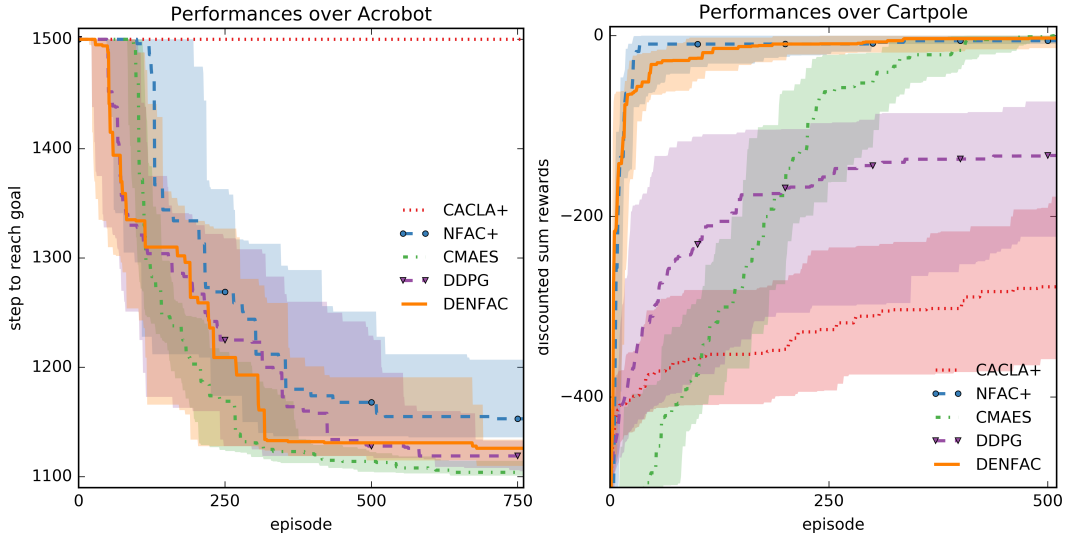 Performances over Acrobot
step to reach goal
1500
1400
1300
1200
1100
0
250
500
750
episode
CACLA+
NFAC+
CMAES
DDPG
DENFAC
Performances over Cartpole
discounted sum rewards
0
−200
−400
0
250
500
episode
CACLA+
NFAC+
CMAES
DDPG
DENFAC